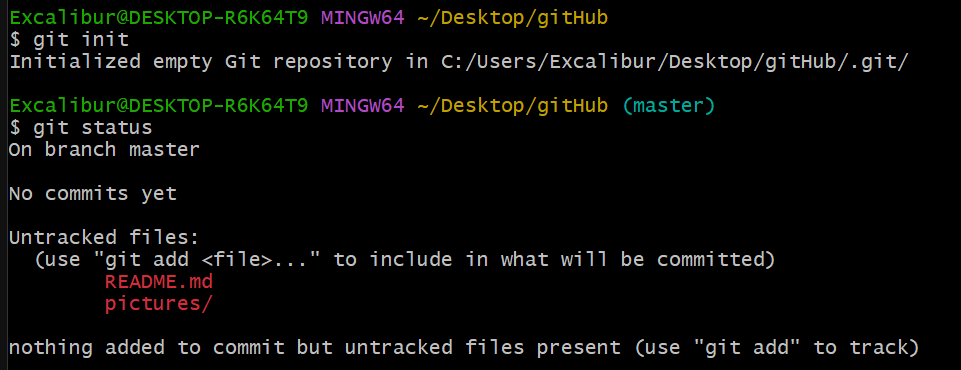 Excalibur@DESKTOP-R6K64T9 MINGW64 ~/Desktop/gitHub
$ git init
Initialized empty Git repository in C:/Users/Excalibur/Desktop/gitHub/.git/
Excalibur@DESKTOP-R6K64T9 MINGW64 ~/Desktop/gitHub (master)
$ git status
On branch master
No commits yet
Untracked files:
(use "git add <file>..." to include in what will be committed)
README.md
pictures/
nothing added to commit but untracked files present (use "git add" to track)